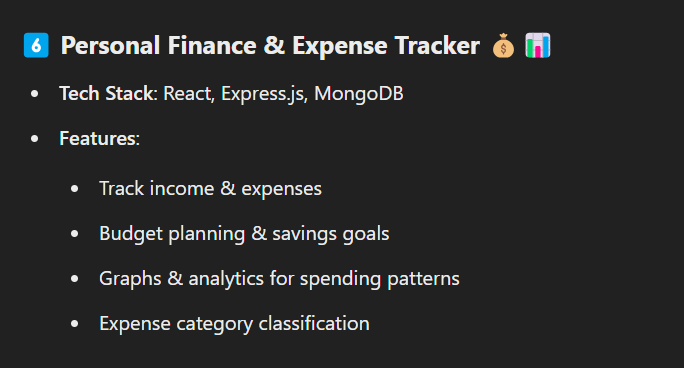 6 Personal Finance & Expense Tracker 💰 📊
• Tech Stack: React, Express.js, MongoDB
• Features:
• Track income & expenses
• Budget planning & savings goals
• Graphs & analytics for spending patterns
• Expense category classification